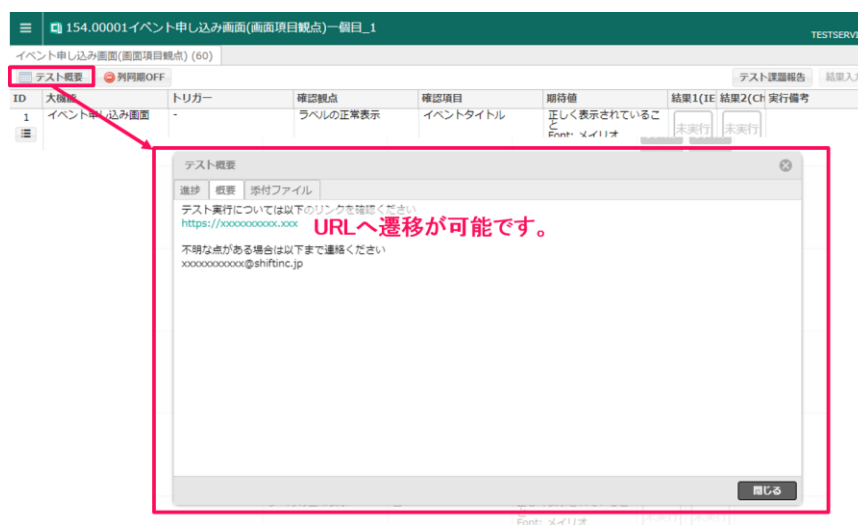 154.00001イベント申し込み画面(画面項目観点)一個目_1
TESTSERVI
イベント申し込み画面(画面項目観点) (60)
テスト概要 列同期OFF テスト課題報告 結果入力
ID 大機能 トリガー 確認観点 確認項目 期待値 結果1(IE 結果2(Ch 実行備考
1 イベント申し込み画面 - ラベルの正常表示 イベントタイトル 正しく表示されているこ
と
Font: メイリオ
未実行 未実行
テスト概要
進捗 概要 添付ファイル
テスト実行については以下のリンクを確認ください
https://xxxxxxxxxx.xxx
URLへ遷移が可能です。
不明な点がある場合は以下まで連絡ください
xxxxxxxxxxx@shiftinc.jp
閉じる
と
Font: メイリオ
未実行 未実行